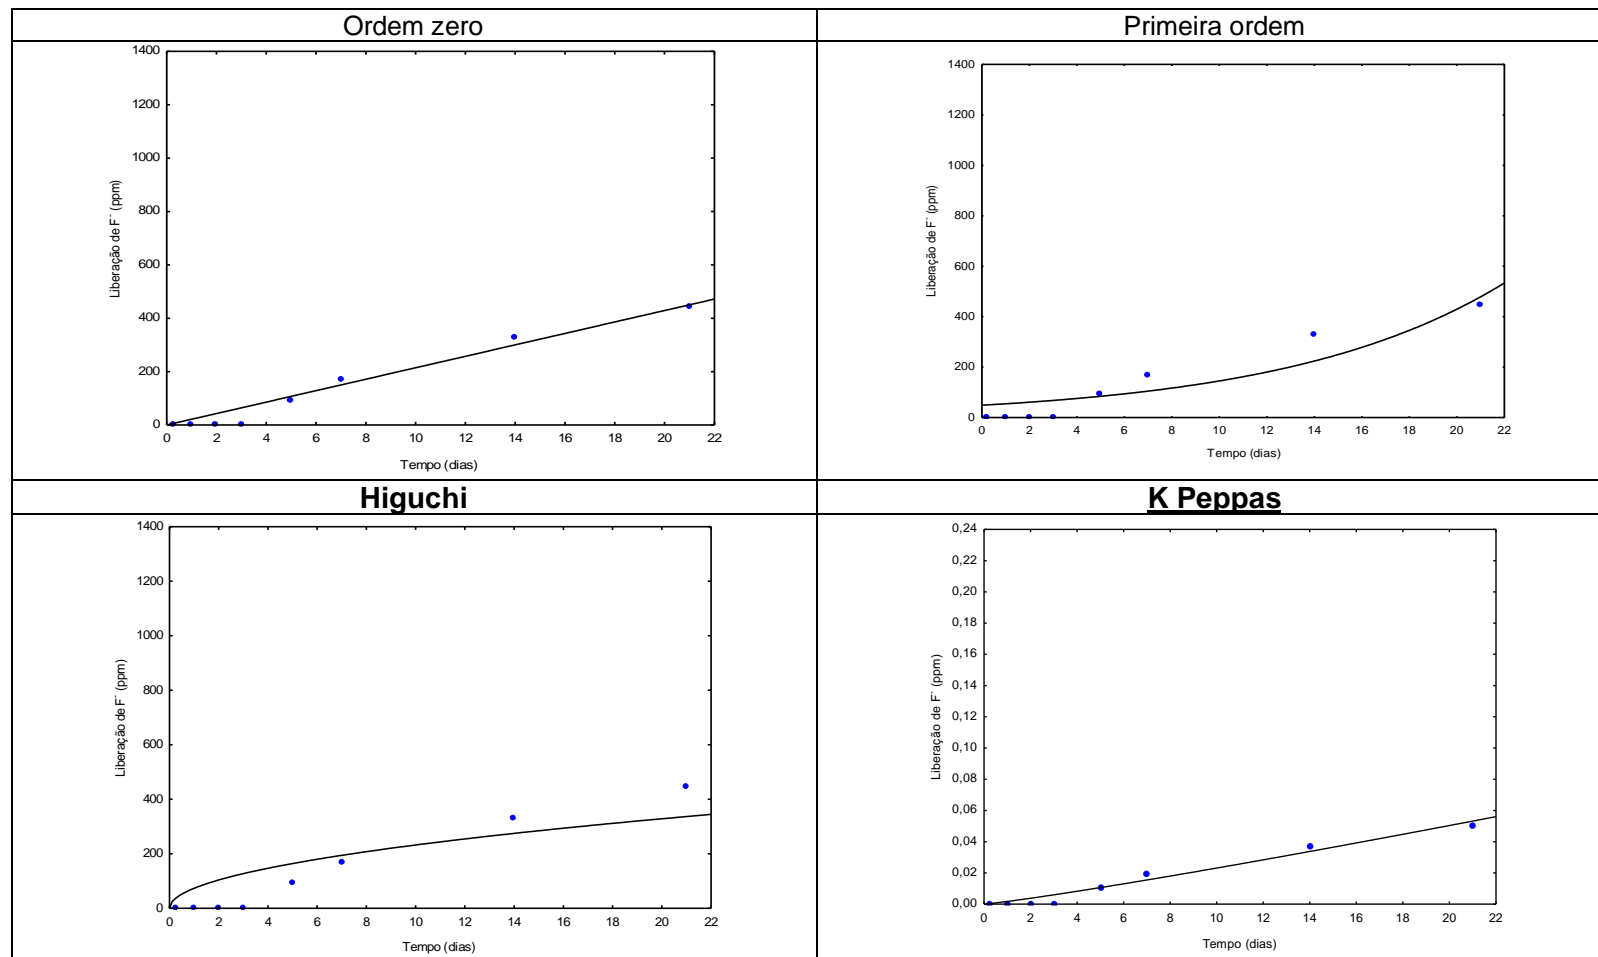 Ordem zero
Primeira ordem
1400
1200
1000
800
600
400
200
0
0 2 4 6 8 10 12 14 16 18 20 22
Liberação de F⁻ (ppm)
Tempo (dias)
1400
1200
1000
800
600
400
200
0
0 2 4 6 8 10 12 14 16 18 20 22
Liberação de F⁻ (ppm)
Tempo (dias)
Higuchi
K Peppas
1400
1200
1000
800
600
400
200
0
0 2 4 6 8 10 12 14 16 18 20 22
Liberação de F⁻ (ppm)
Tempo (dias)
0,24
0,22
0,20
0,18
0,16
0,14
0,12
0,10
0,08
0,06
0,04
0,02
0,00
0 2 4 6 8 10 12 14 16 18 20 22
Liberação de F⁻ (ppm)
Tempo (dias)